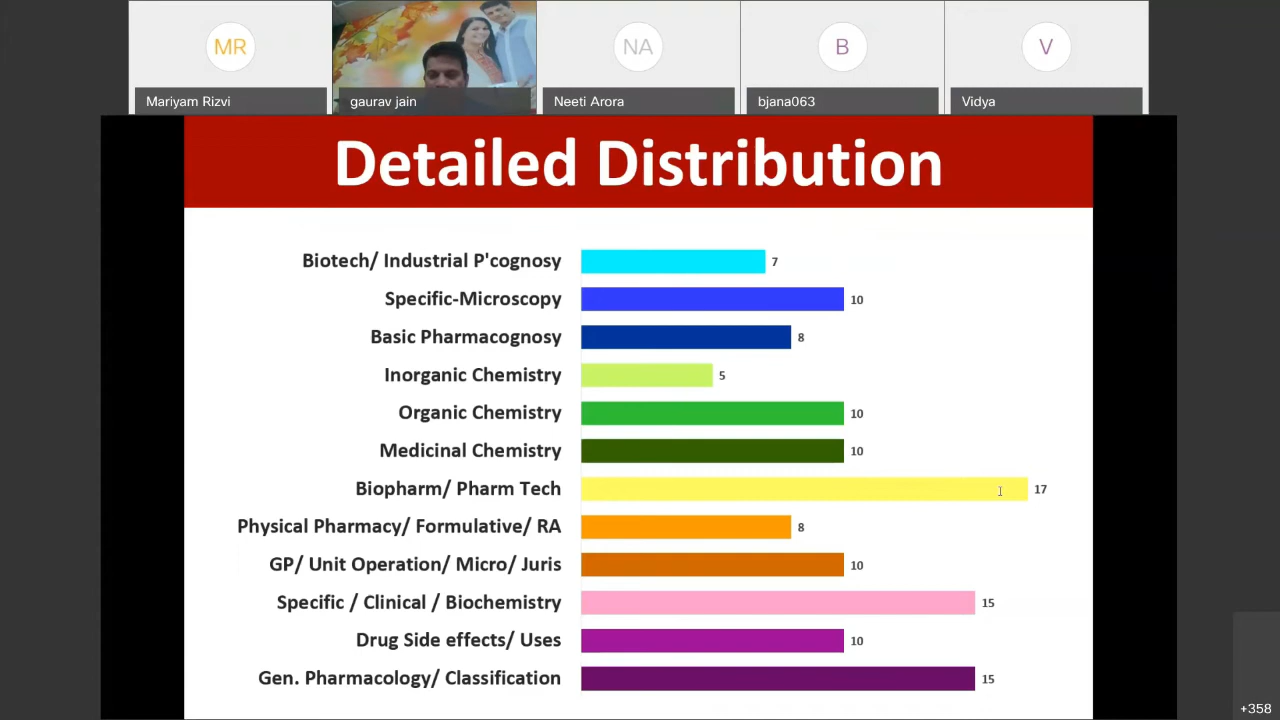 MR
NA
B
V
Mariyam Rizvi
gaurav jain
Neeti Arora
bjana063
Vidya
Detailed Distribution
Biotech/ Industrial P'cognosy 7
Specific-Microscopy 10
Basic Pharmacognosy 8
Inorganic Chemistry 5
Organic Chemistry 10
Medicinal Chemistry 10
Biopharm/ Pharm Tech 17
Physical Pharmacy/ Formulative/ RA 8
GP/ Unit Operation/ Micro/ Juris 10
Specific / Clinical / Biochemistry 15
Drug Side effects/ Uses 10
Gen. Pharmacology/ Classification 15
+358